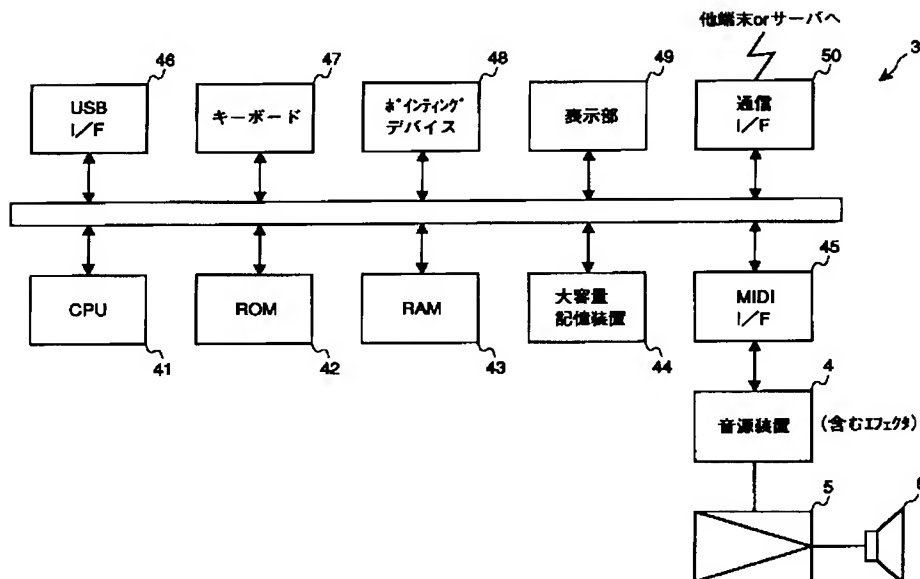 他端末orサーバへ
3
46
47
48
49
50
USB
I/F
キーボード
ポインティング
デバイス
表示部
通信
I/F
CPU
ROM
RAM
大容量
記憶装置
MIDI
I/F
45
41
42
43
44
4
音源装置
(含むエフェクタ)
5
6